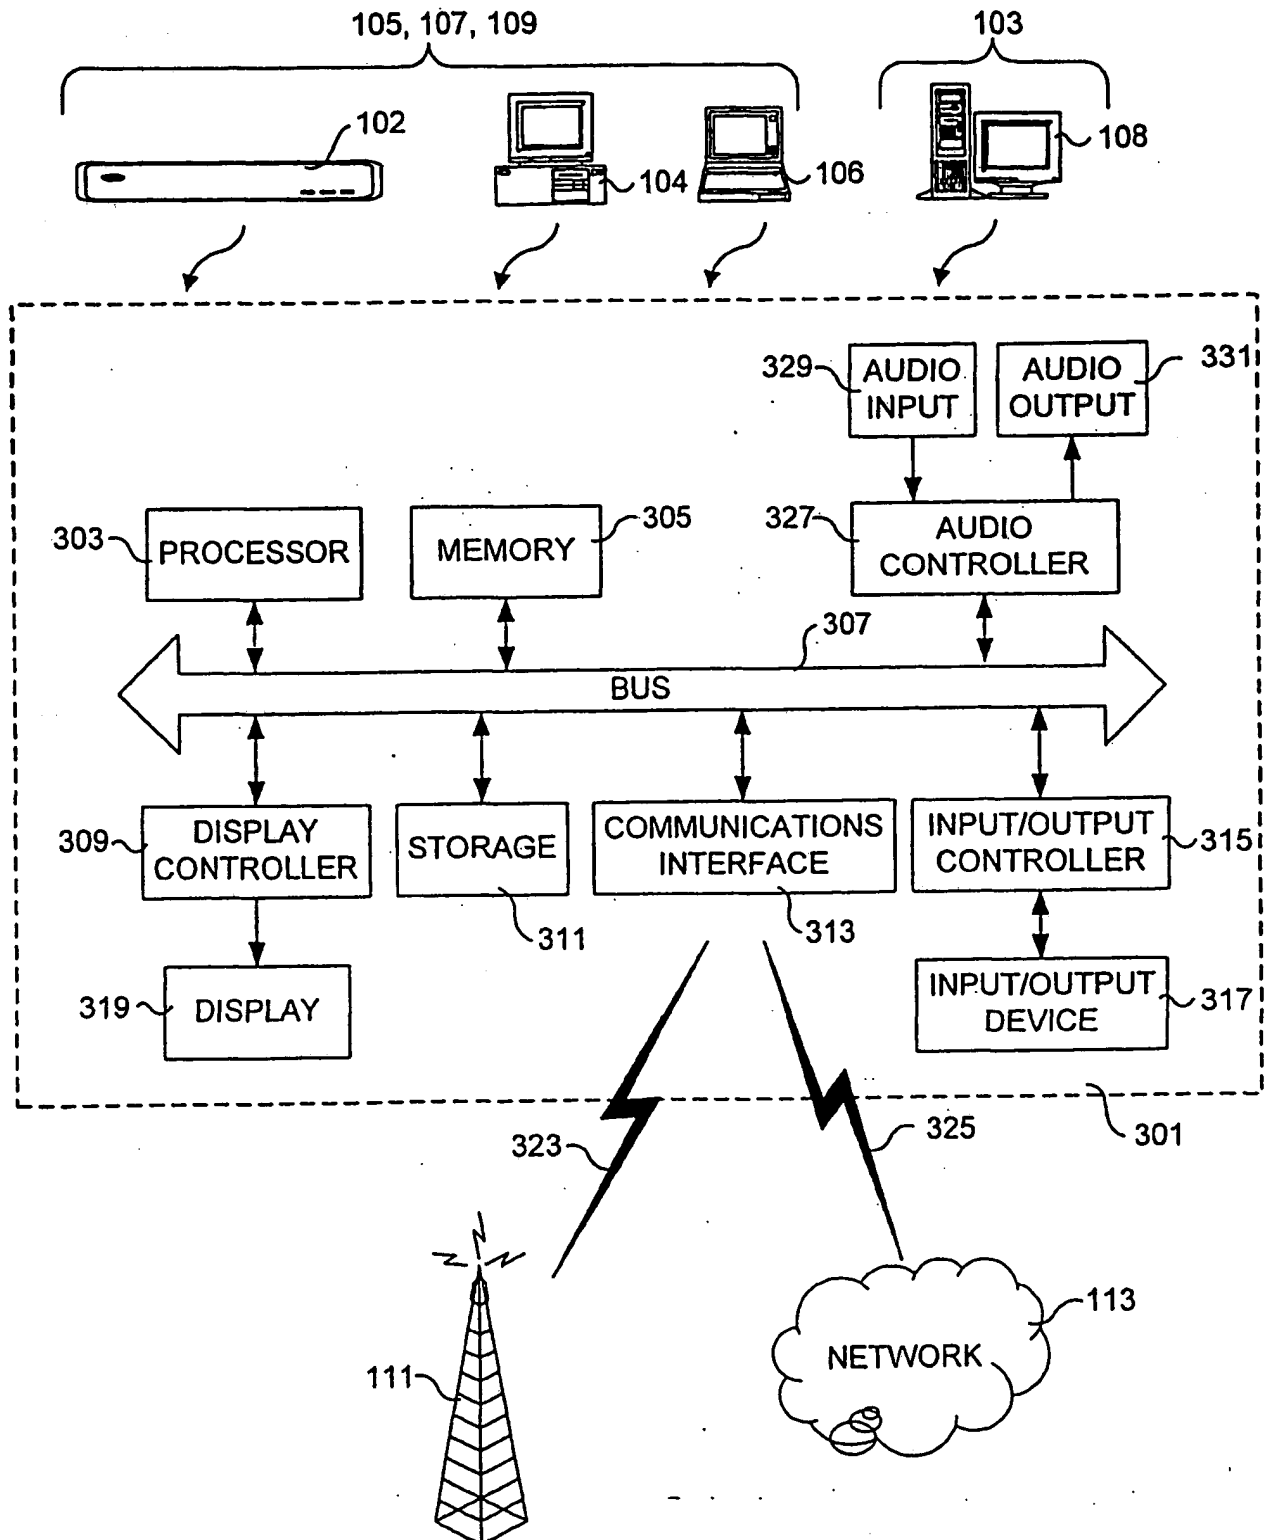 105, 107, 109
103
102
104
106
108
329
AUDIO
INPUT
AUDIO
OUTPUT
331
303
PROCESSOR
MEMORY
305
327
AUDIO
CONTROLLER
307
BUS
309
DISPLAY
CONTROLLER
STORAGE
311
COMMUNICATIONS
INTERFACE
313
INPUT/OUTPUT
CONTROLLER
315
319
DISPLAY
INPUT/OUTPUT
DEVICE
317
323
325
301
111
NETWORK
113